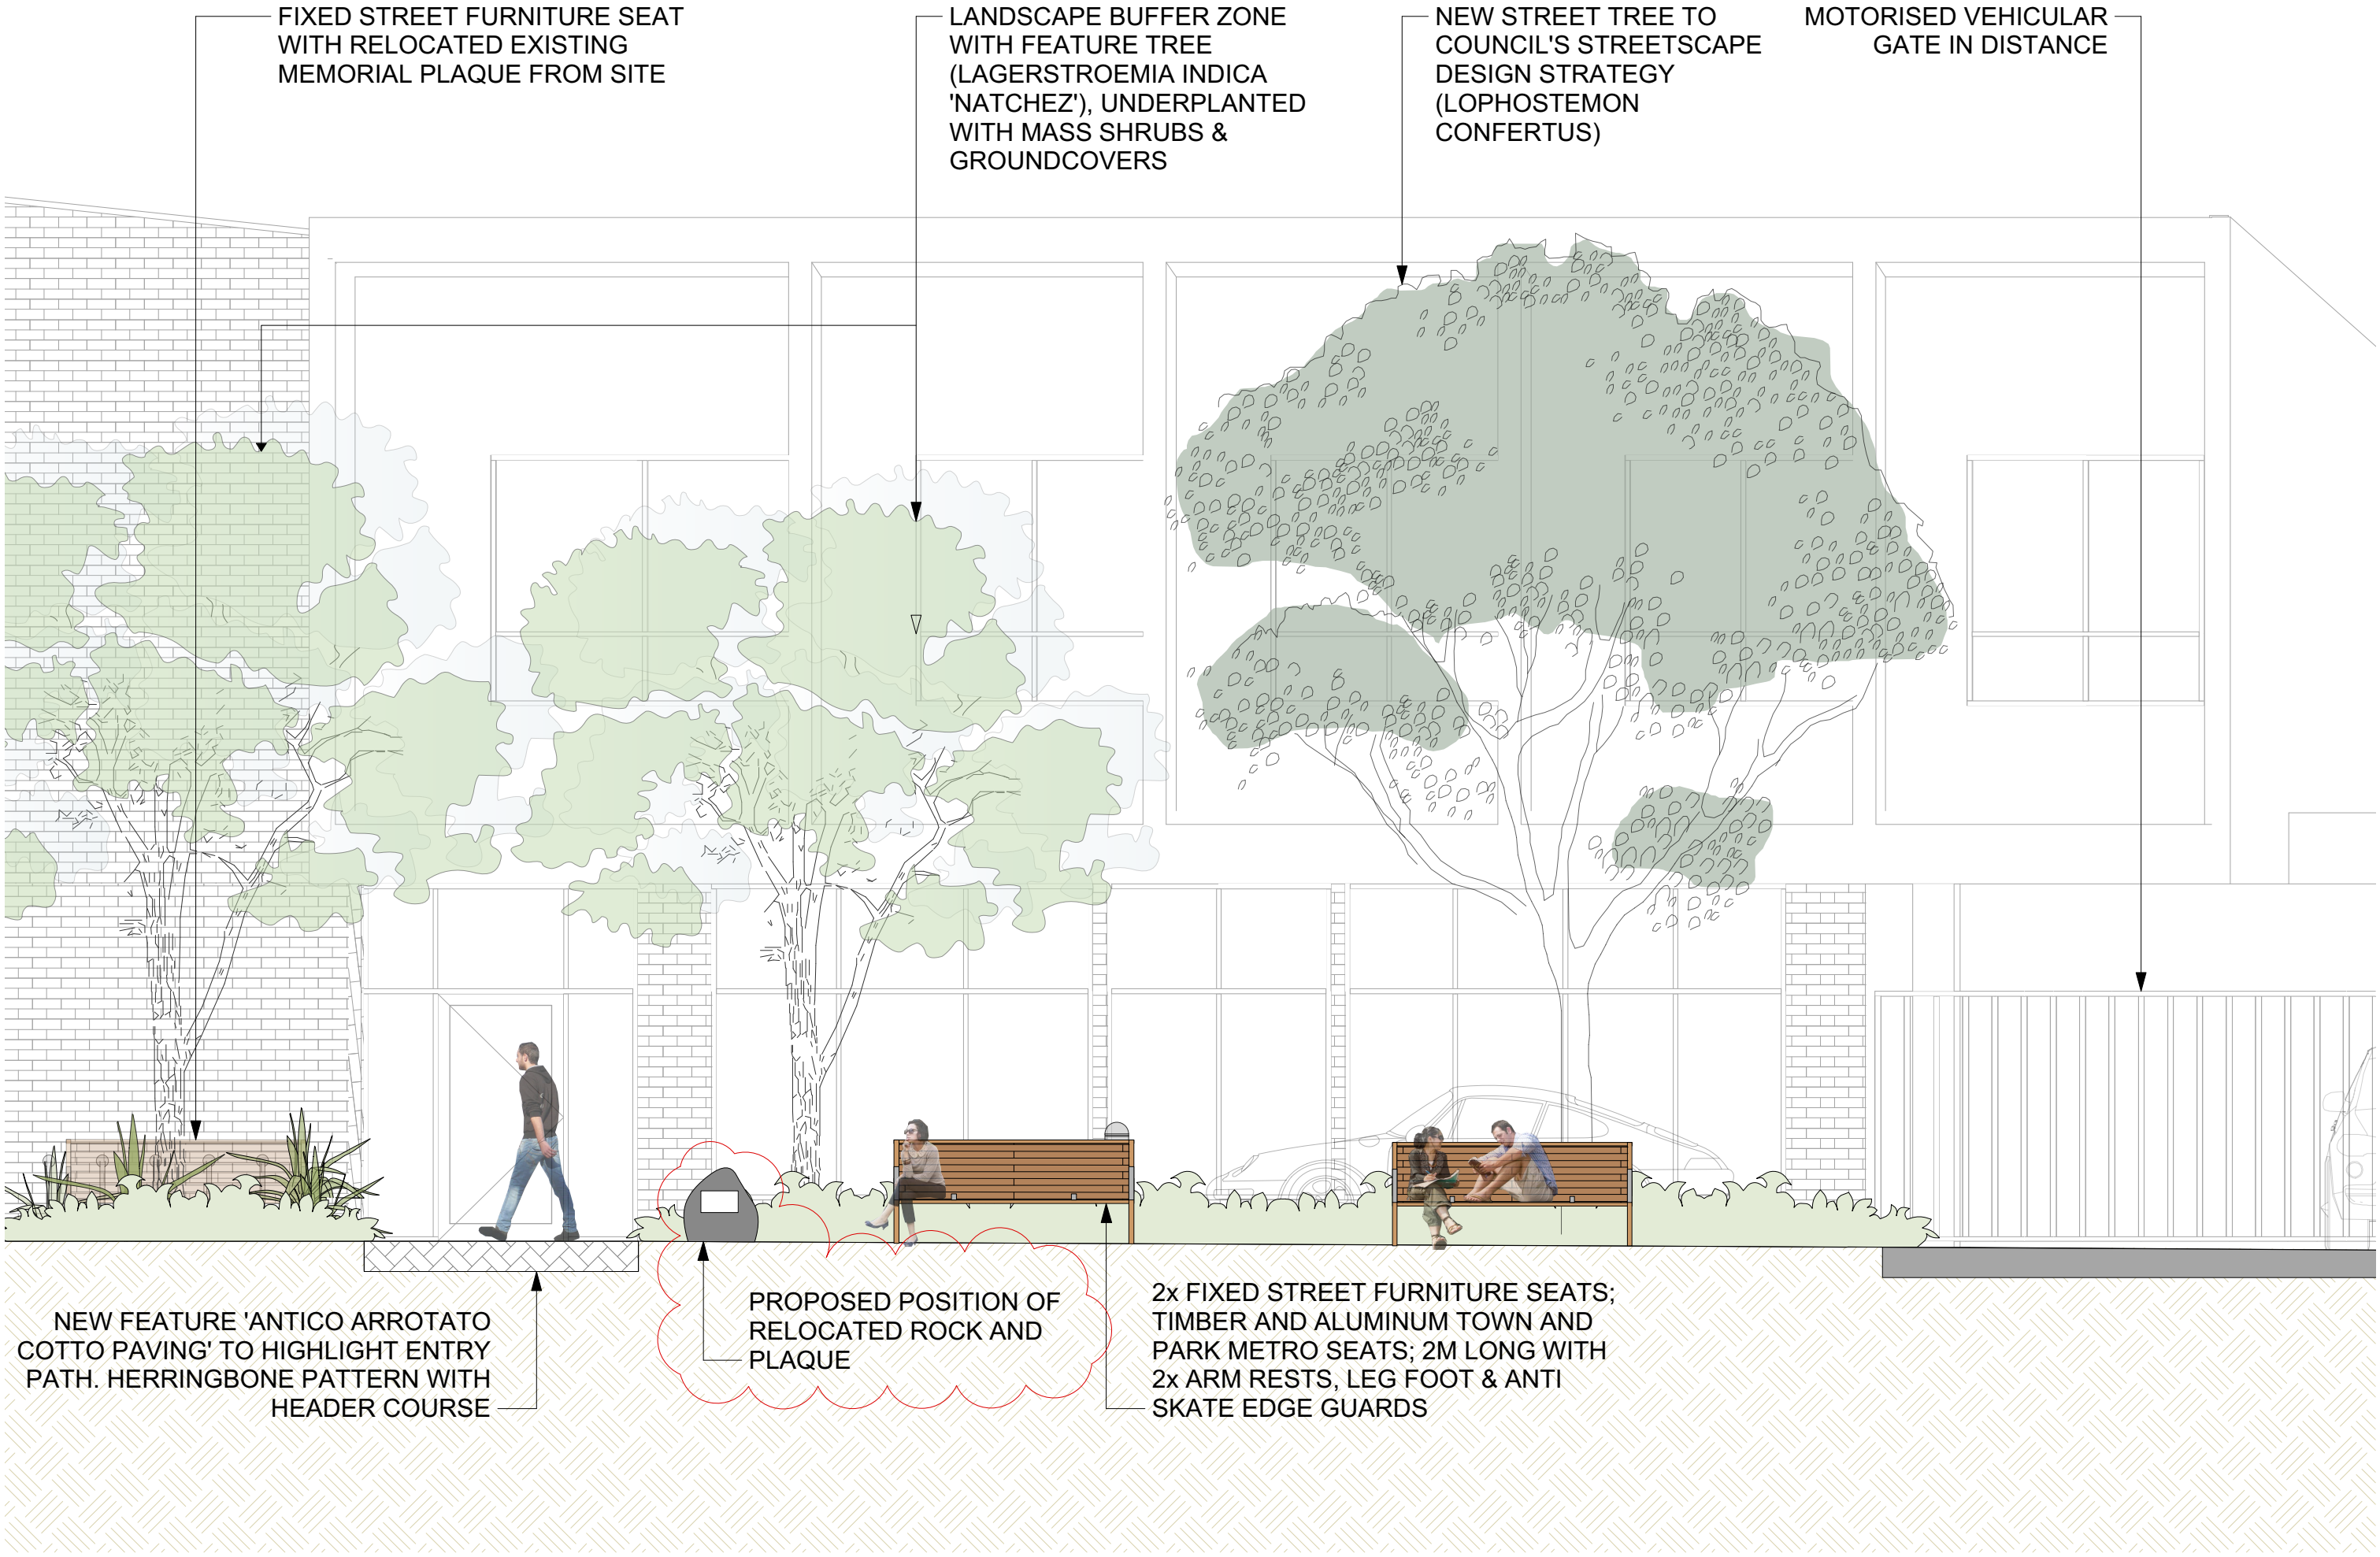 FIXED STREET FURNITURE SEAT
WITH RELOCATED EXISTING
MEMORIAL PLAQUE FROM SITE
LANDSCAPE BUFFER ZONE
WITH FEATURE TREE
(LAGERSTROEMIA INDICA
'NATCHEZ'), UNDERPLANTED
WITH MASS SHRUBS &
GROUNDCOVERS
NEW STREET TREE TO
COUNCIL'S STREETSCAPE
DESIGN STRATEGY
(LOPHOSTEMON
CONFERTUS)
MOTORISED VEHICULAR
GATE IN DISTANCE
NEW FEATURE 'ANTICO ARROTATO
COTTO PAVING' TO HIGHLIGHT ENTRY
PATH. HERRINGBONE PATTERN WITH
HEADER COURSE
PROPOSED POSITION OF
RELOCATED ROCK AND
PLAQUE
2x FIXED STREET FURNITURE SEATS;
TIMBER AND ALUMINUM TOWN AND
PARK METRO SEATS; 2M LONG WITH
2x ARM RESTS, LEG FOOT & ANTI
SKATE EDGE GUARDS